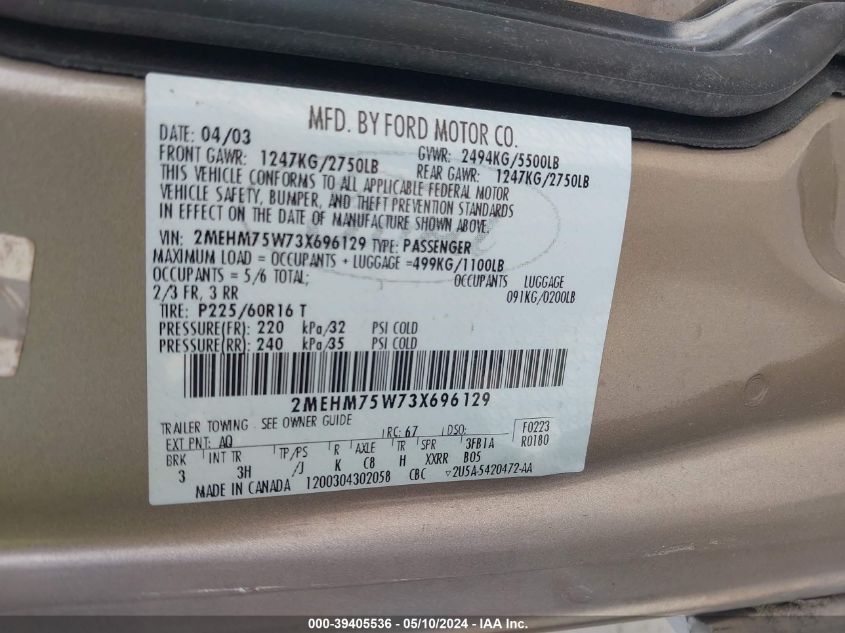 MFD. BY FORD MOTOR CO.
DATE: 04/03 GVWR: 2494KG/5500LB
FRONT GAWR: 1247KG/2750LB REAR GAWR: 1247KG/2750LB
THIS VEHICLE CONFORMS TO ALL APPLICABLE FEDERAL MOTOR
VEHICLE SAFETY, BUMPER, AND THEFT PREVENTION STANDARDS
IN EFFECT ON THE DATE OF MANUFACTURE SHOWN ABOVE.
VIN: 2MEHM75W73X696129 TYPE: PASSENGER
MAXIMUM LOAD = OCCUPANTS + LUGGAGE =499KG/1100LB
OCCUPANTS = 5/6 TOTAL; OCCUPANTS LUGGAGE
2/3 FR, 3 RR 091KG/0200LB
TIRE: P225/60R16 T
PRESSURE(FR): 220 kPa/32 PSI COLD
PRESSURE(RR): 240 kPa/35 PSI COLD
2MEHM75W73X696129
TRAILER TOWING - SEE OWNER GUIDE
EXT PNT: AQ RC: 67 DSO: F0223
BRK INT TR TP/PS R AXLE TR SPR 3FB1A R0180
3 3H /J K C8 H XXRR B05
MADE IN CANADA 1200304302058 CBC 2U5A-5420472-AA
000-39405536 - 05/10/2024 - IAA Inc.